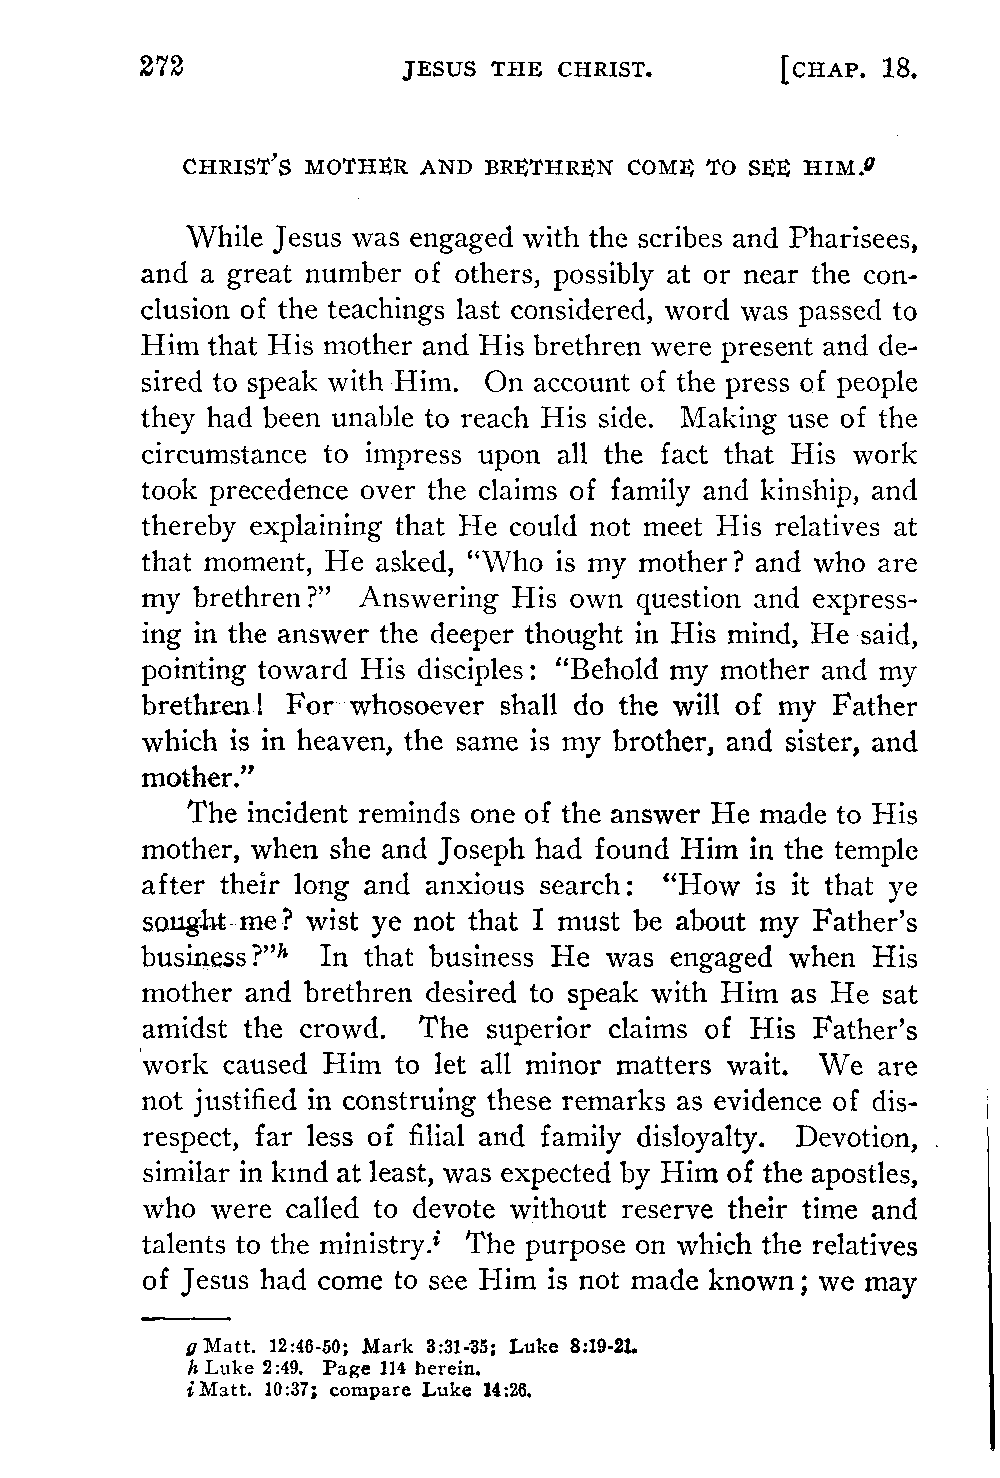 272 JESUS THE CHRIST. [CHAP. 18.
CHRIST'S MOTHER AND BRETHREN COME TO SEE HIM.g
While Jesus was engaged with the scribes and Pharisees,
and a great number of others, possibly at or near the con-
clusion of the teachings last considered, word was passed to
Him that His mother and His brethren were present and de-
sired to speak with Him. On account of the press of people
they had been unable to reach His side. Making use of the
circumstance to impress upon all the fact that His work
took precedence over the claims of family and kinship, and
thereby explaining that He could not meet His relatives at
that moment, He asked, "Who is my mother? and who are
my brethren?" Answering His own question and express-
ing in the answer the deeper thought in His mind, He said,
pointing toward His disciples: "Behold my mother and my
brethren! For whosoever shall do the will of my Father
which is in heaven, the same is my brother, and sister, and
mother."
The incident reminds one of the answer He made to His
mother, when she and Joseph had found Him in the temple
after their long and anxious search: "How is it that ye
sought me? wist ye not that I must be about my Father's
business?"h In that business He was engaged when His
mother and brethren desired to speak with Him as He sat
amidst the crowd. The superior claims of His Father's
work caused Him to let all minor matters wait. We are
not justified in construing these remarks as evidence of dis-
respect, far less of filial and family disloyalty. Devotion,
similar in kind at least, was expected by Him of the apostles,
who were called to devote without reserve their time and
talents to the ministry.i The purpose on which the relatives
of Jesus had come to see Him is not made known; we may
g Matt. 12:46-50; Mark 3:31-35; Luke 8:19-21.
h Luke 2:49. Page 114 herein.
i Matt. 10:37; compare Luke 14:26.